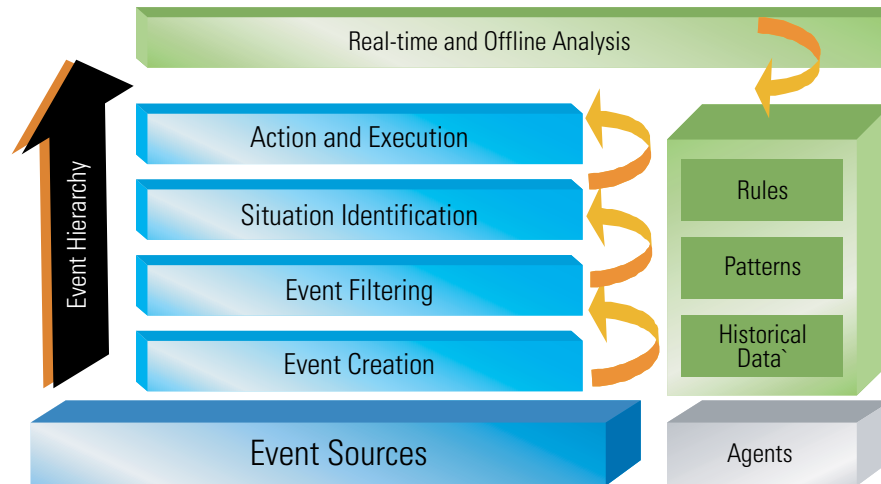 Real-time and Offline Analysis
Event Hierarchy
Action and Execution
Situation Identification
Event Filtering
Event Creation
Event Sources
Rules
Patterns
Historical
Data`
Agents